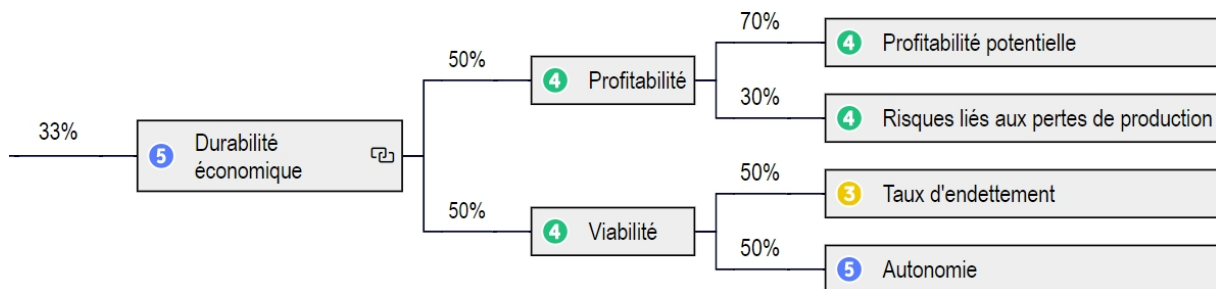 33%
5 Durabilité
économique
50%
4 Profitabilité
70%
4 Profitabilité potentielle
30%
4 Risques liés aux pertes de production
50%
4 Viabilité
50%
3 Taux d'endettement
50%
5 Autonomie